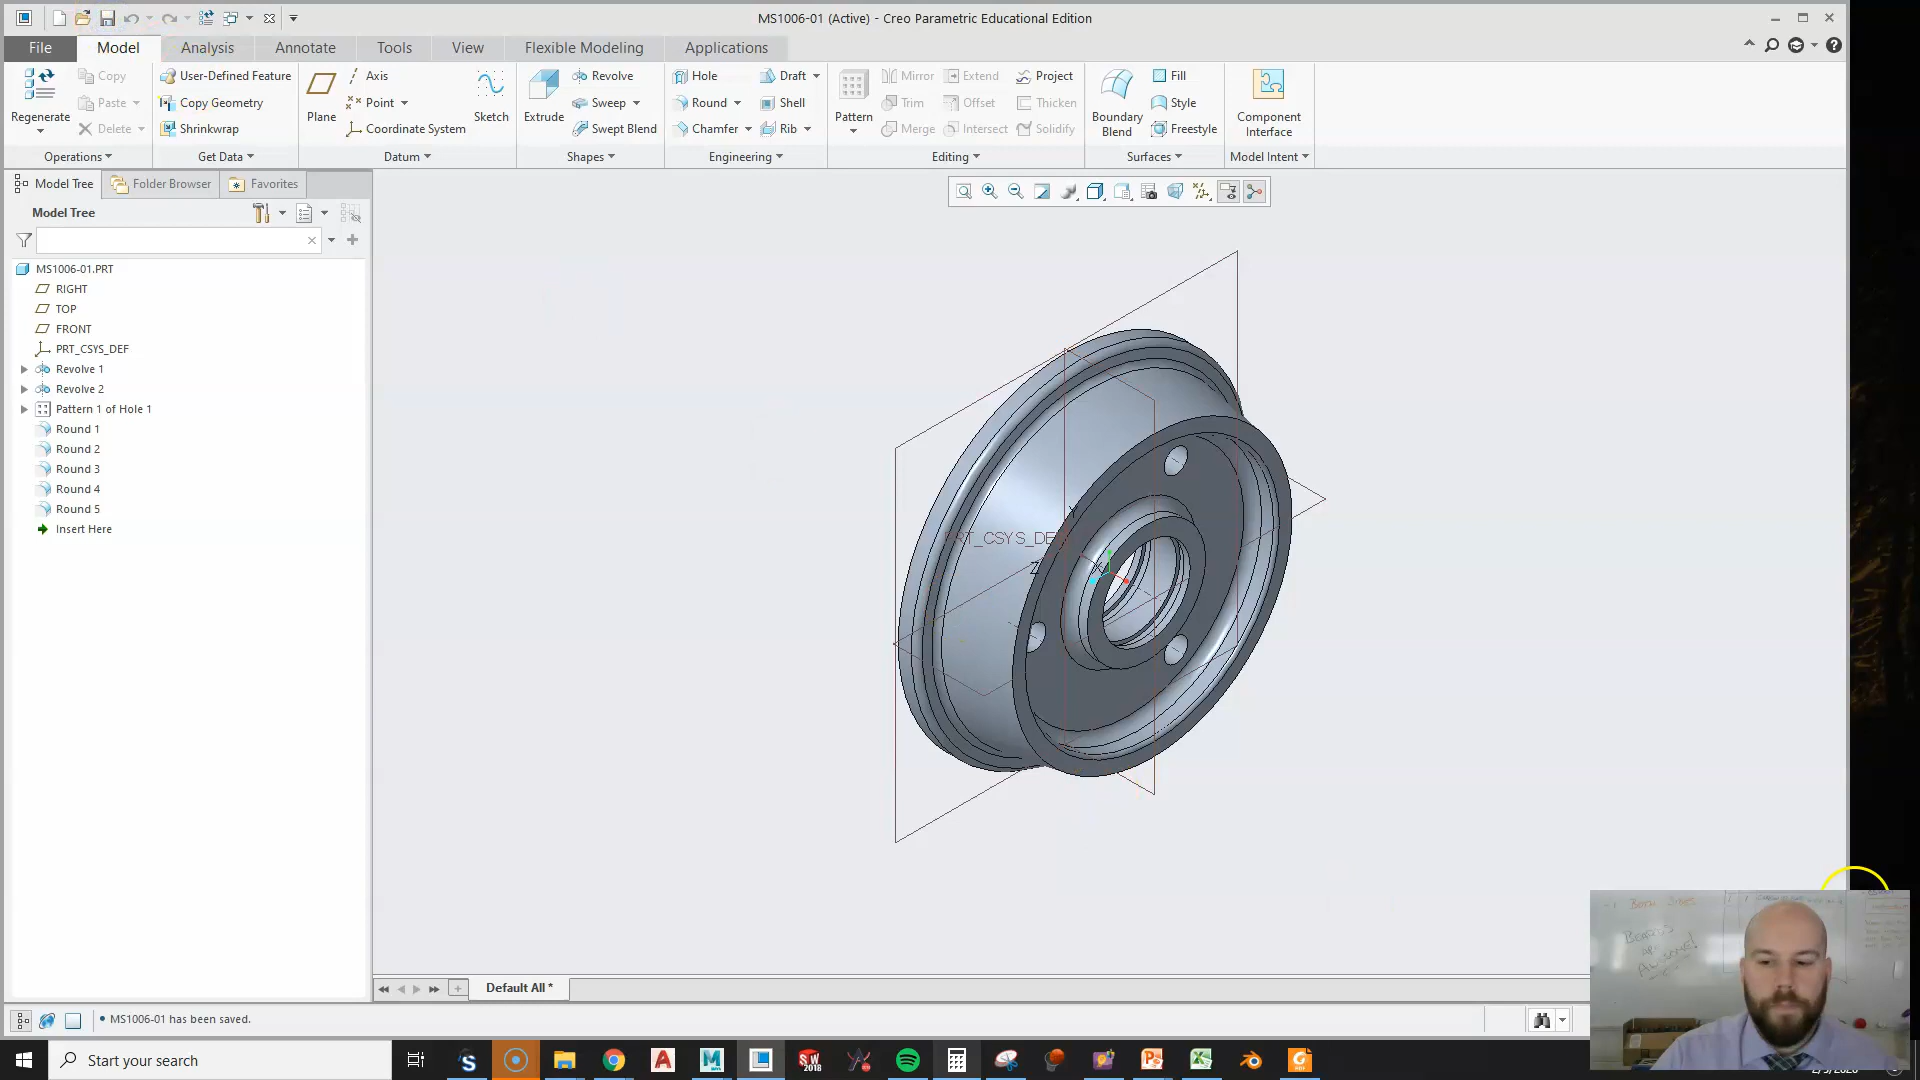 MS1006-01 (Active) - Creo Parametric Educational Edition
File Model Analysis Annotate Tools View Flexible Modeling Applications
Regenerate
Copy
Paste
Delete
Operations
User-Defined Feature
Copy Geometry
Shrinkwrap
Get Data
Plane
Axis
Point
Coordinate System
Sketch
Datum
Extrude
Revolve
Sweep
Swept Blend
Shapes
Hole
Round
Chamfer
Draft
Shell
Rib
Engineering
Pattern
Mirror
Trim
Merge
Extend
Offset
Intersect
Project
Thicken
Solidify
Editing
Boundary
Blend
Fill
Style
Freestyle
Surfaces
Component
Interface
Model Intent
Model Tree Folder Browser Favorites
Model Tree
MS1006-01.PRT
RIGHT
TOP
FRONT
PRT_CSYS_DEF
Revolve 1
Revolve 2
Pattern 1 of Hole 1
Round 1
Round 2
Round 3
Round 4
Round 5
Insert Here
Y
PRT_CSYS_DEF
Z X
Default All *
• MS1006-01 has been saved.
Start your search